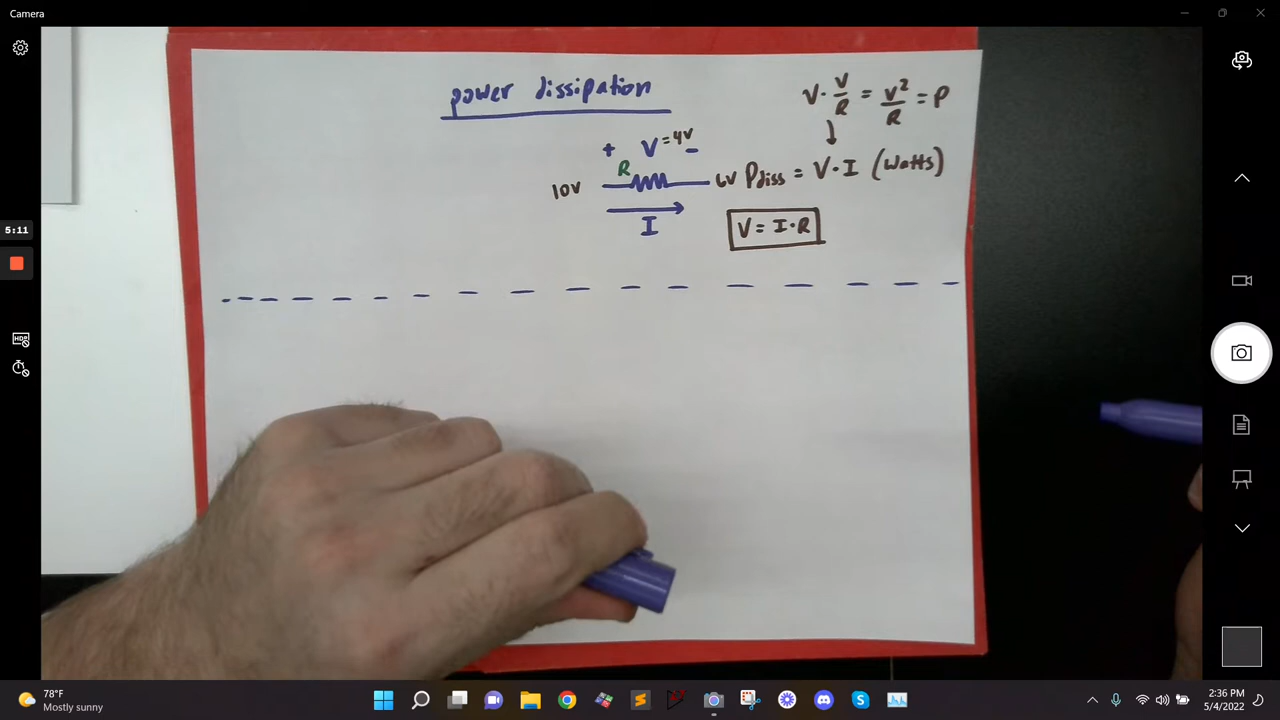 Camera
power dissipation
V · V/R = V²/R = P
+ V = 4V −
R
10V
6V Pdiss = V · I (Watts)
I
V = I · R
5:11
HDR
78°F
Mostly sunny
2:36 PM
5/4/2022